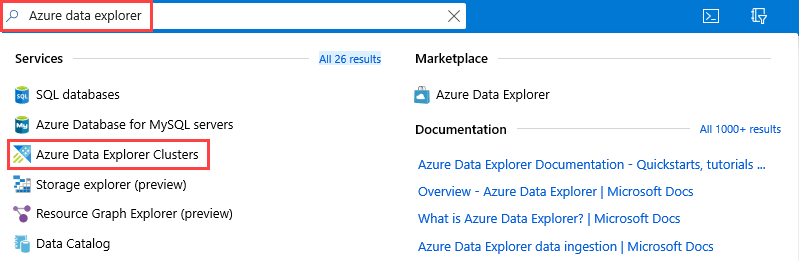 Azure data explorer
Services
All 26 results
SQL databases
Azure Database for MySQL servers
Azure Data Explorer Clusters
Storage explorer (preview)
Resource Graph Explorer (preview)
Data Catalog
Marketplace
Azure Data Explorer
Documentation
All 1000+ results
Azure Data Explorer Documentation - Quickstarts, tutorials ...
Overview - Azure Data Explorer | Microsoft Docs
What is Azure Data Explorer? | Microsoft Docs
Azure Data Explorer data ingestion | Microsoft Docs